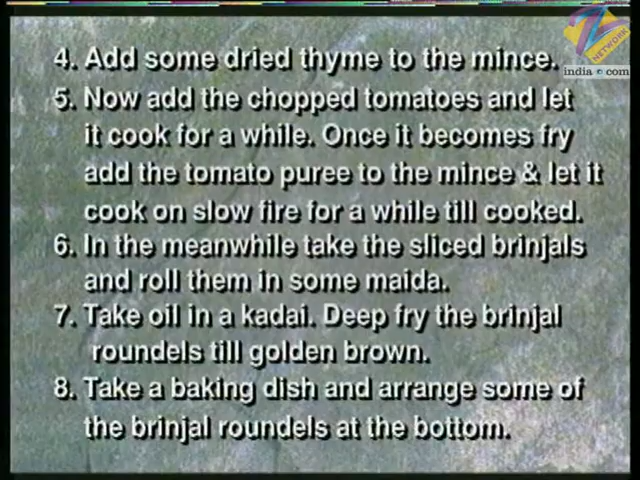 Z
NETWORK
india.com
4. Add some dried thyme to the mince.
5. Now add the chopped tomatoes and let
it cook for a while. Once it becomes fry
add the tomato puree to the mince & let it
cook on slow fire for a while till cooked.
6. In the meanwhile take the sliced brinjals
and roll them in some maida.
7. Take oil in a kadai. Deep fry the brinjal
roundels till golden brown.
8. Take a baking dish and arrange some of
the brinjal roundels at the bottom.